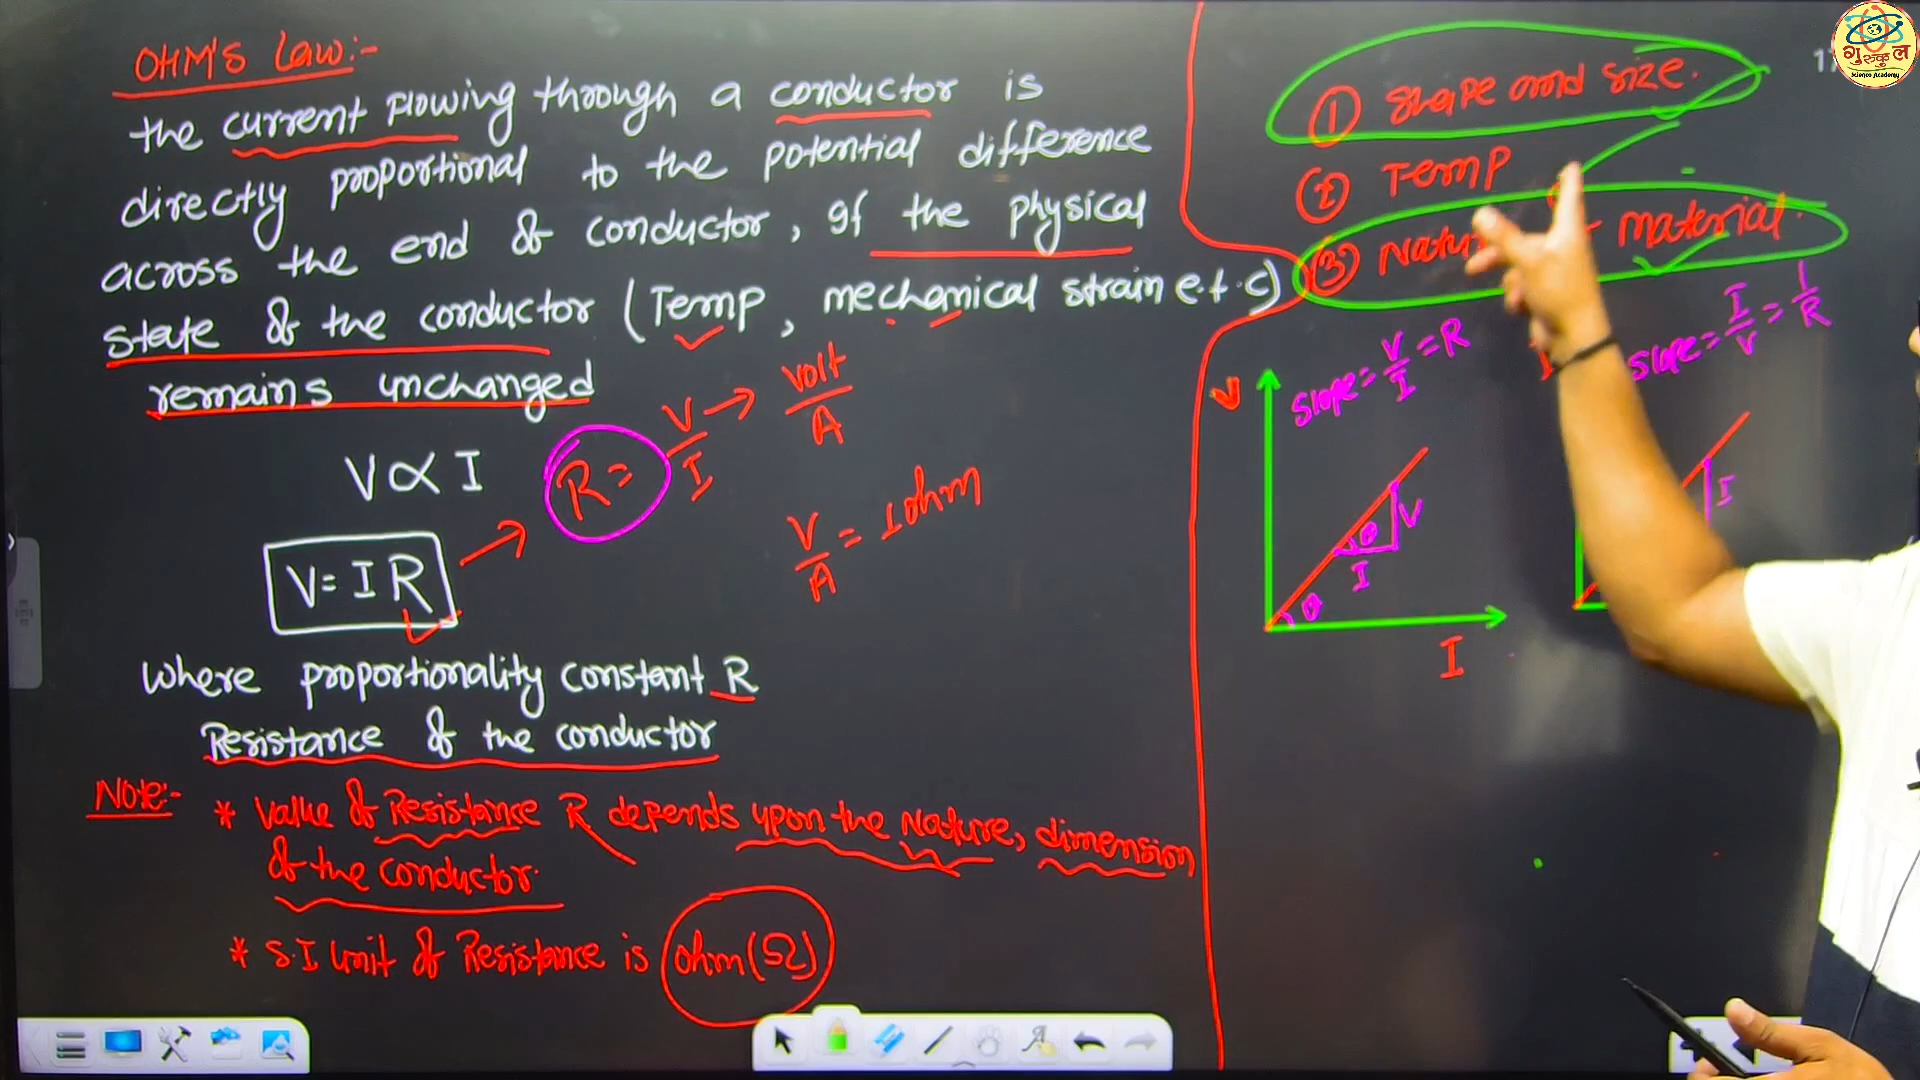 OHM'S Law:-
the current flowing through a conductor is
directly proportional to the potential difference
across the end of conductor, If the physical
state of the conductor (Temp, mechanical strain e.t.c)
remains unchanged
V ∝ I
R = V/I → volt/A
V = IR
V/A = 1 ohm
Where proportionality constant R
Resistance of the conductor
Note:-
* Value of Resistance R depends upon the Nature, dimension
of the conductor.
* S.I unit of Resistance is ohm (Ω)
① Shape and size.
② Temp
③ material.
Slope = V/I = R
V
θ
V
I
θ
I
Slope = I/V = 1/R
I
गुरुकुल
Science Academy